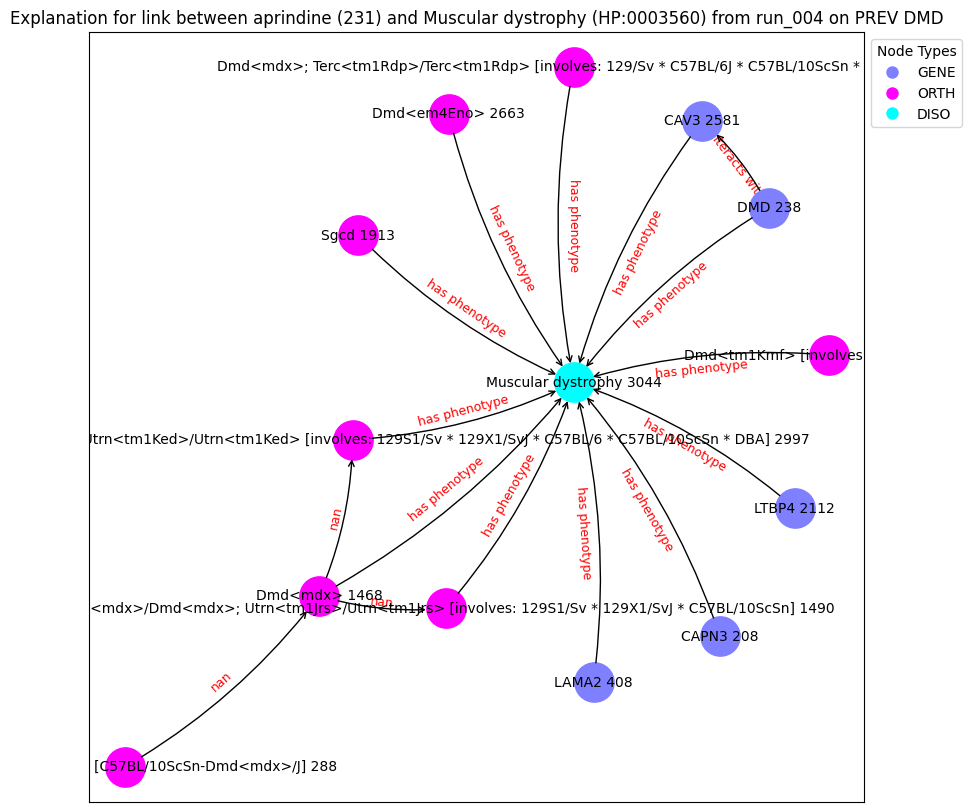 Explanation for link between aprindine (231) and Muscular dystrophy (HP:0003560) from run_004 on PREV DMD
Node Types
GENE
ORTH
DISO
Dmd<mdx>; Terc<tm1Rdp>/Terc<tm1Rdp> [involves: 129/Sv * C57BL/6J * C57BL/10ScSn *
Dmd<em4Eno> 2663
CAV3 2581
DMD 238
Sgcd 1913
has phenotype
has phenotype
has phenotype
has phenotype
has phenotype
Dmd<tm1Kmf> [involves
has phenotype
Muscular dystrophy 3044
has phenotype
Utrn<tm1Ked>/Utrn<tm1Ked> [involves: 129S1/Sv * 129X1/SvJ * C57BL/6 * C57BL/10ScSn * DBA] 2997
has phenotype
has phenotype
has phenotype
has phenotype
has phenotype
LTBP4 2112
nan
Dmd<mdx> 1468
nan
<mdx>/Dmd<mdx>; Utrn<tm1Jrs>/Utrn<tm1Jrs> [involves: 129S1/Sv * 129X1/SvJ * C57BL/10ScSn] 1490
CAPN3 208
LAMA2 408
nan
[C57BL/10ScSn-Dmd<mdx>/J] 288